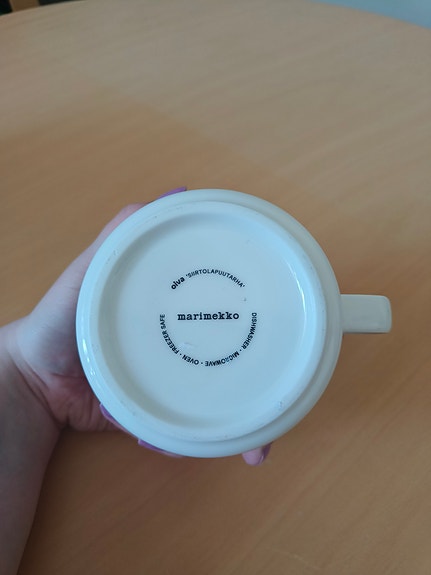 oiva 'SIIRTOLAPUUTARHA'
marimekko
DISHWASHER - MICROWAVE - OVEN - FREEZER SAFE